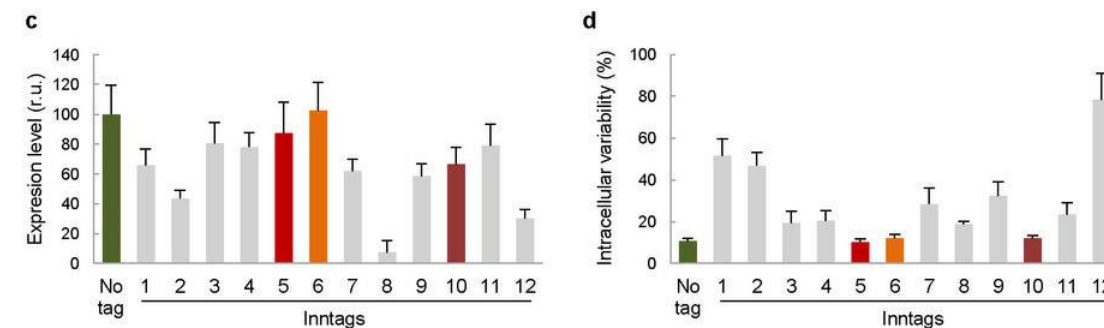 c
Expresion level (r.u.)
140
120
100
80
60
40
20
0
No tag 1 2 3 4 5 6 7 8 9 10 11 12
Inntags
d
Intracellular variability (%)
100
80
60
40
20
0
No tag 1 2 3 4 5 6 7 8 9 10 11 12
Inntags